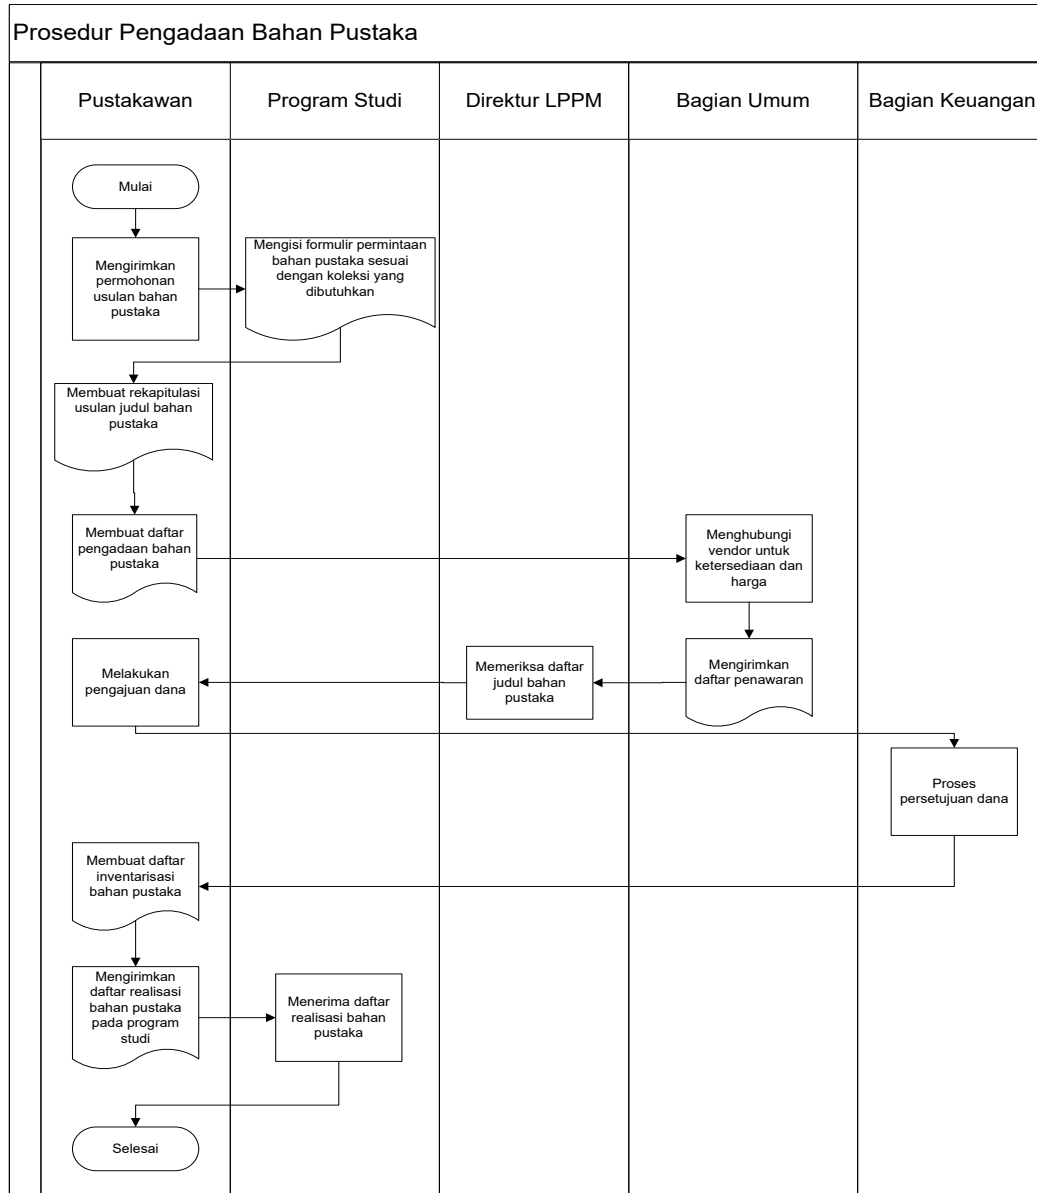 Prosedur Pengadaan Bahan Pustaka
Pustakawan
Program Studi
Direktur LPPM
Bagian Umum
Bagian Keuangan
Mulai
Mengirimkan
permohonan
usulan bahan
pustaka
Mengisi formulir permintaan
bahan pustaka sesuai
dengan koleksi yang
dibutuhkan
Membuat rekapitulasi
usulan judul bahan
pustaka
Membuat daftar
pengadaan bahan
pustaka
Menghubungi
vendor untuk
ketersediaan dan
harga
Mengirimkan
daftar penawaran
Memeriksa daftar
judul bahan
pustaka
Melakukan
pengajuan dana
Proses
persetujuan dana
Membuat daftar
inventarisasi
bahan pustaka
Mengirimkan
daftar realisasi
bahan pustaka
pada program
studi
Menerima daftar
realisasi bahan
pustaka
Selesai